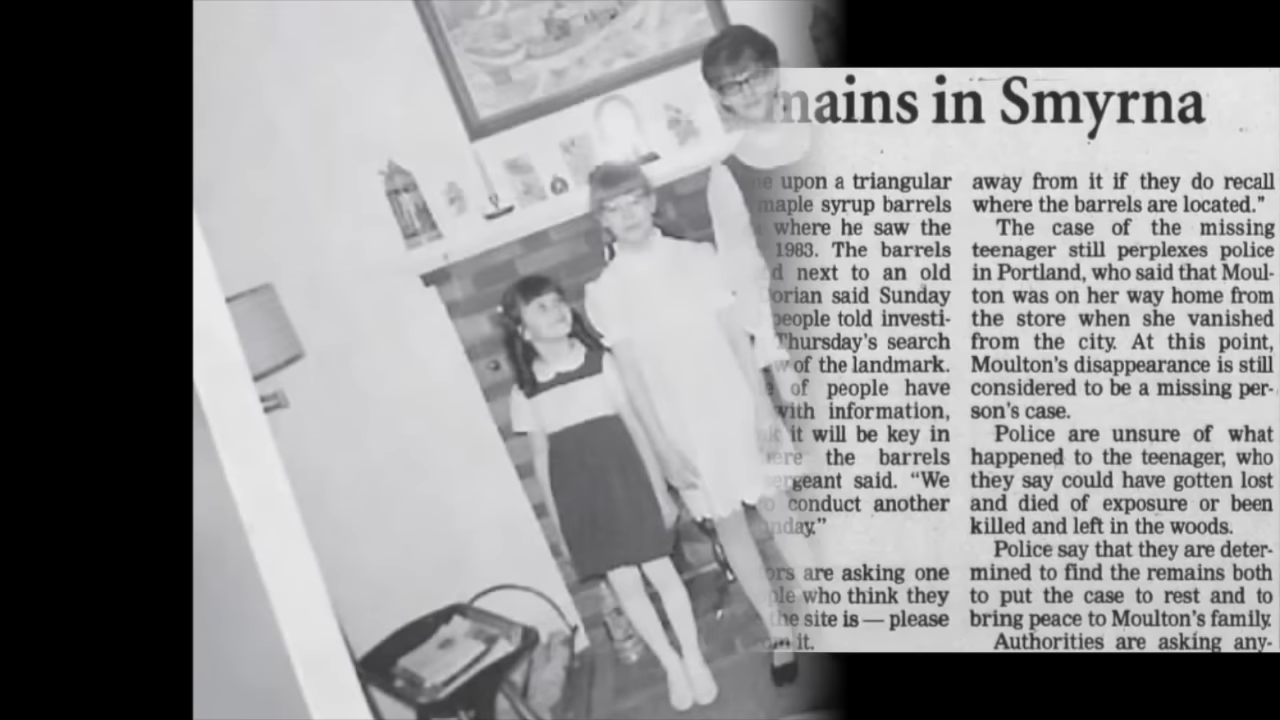 mains in Smyrna
upon a triangular
maple syrup barrels
where he saw the
1983. The barrels
next to an old
said Sunday
people told investi-
Thursday's search
of the landmark.
of people have
with information,
it will be key in
the barrels
sergeant said. “We
conduct another
are asking one
who think they
the site is — please
it.
away from it if they do recall
where the barrels are located.”
The case of the missing
teenager still perplexes police
in Portland, who said that Moul-
ton was on her way home from
the store when she vanished
from the city. At this point,
Moulton's disappearance is still
considered to be a missing per-
son's case.
Police are unsure of what
happened to the teenager, who
they say could have gotten lost
and died of exposure or been
killed and left in the woods.
Police say that they are deter-
mined to find the remains both
to put the case to rest and to
bring peace to Moulton's family.
Authorities are asking any-